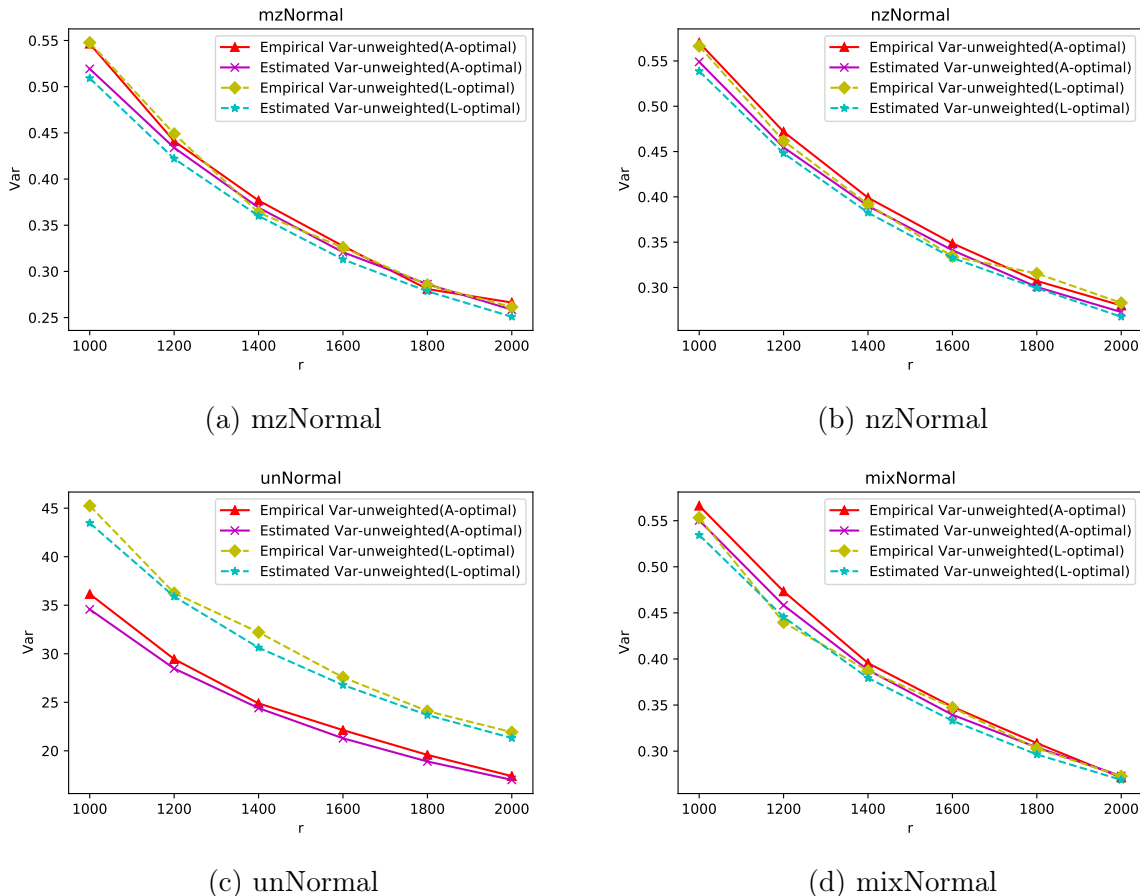 mzNormal
Empirical Var-unweighted(A-optimal)
Estimated Var-unweighted(A-optimal)
Empirical Var-unweighted(L-optimal)
Estimated Var-unweighted(L-optimal)
0.55
0.50
0.45
0.40
0.35
0.30
0.25
Var
1000 1200 1400 1600 1800 2000
r
(a) mzNormal
nzNormal
Empirical Var-unweighted(A-optimal)
Estimated Var-unweighted(A-optimal)
Empirical Var-unweighted(L-optimal)
Estimated Var-unweighted(L-optimal)
0.55
0.50
0.45
0.40
0.35
0.30
Var
1000 1200 1400 1600 1800 2000
r
(b) nzNormal
unNormal
Empirical Var-unweighted(A-optimal)
Estimated Var-unweighted(A-optimal)
Empirical Var-unweighted(L-optimal)
Estimated Var-unweighted(L-optimal)
45
40
35
30
25
20
Var
1000 1200 1400 1600 1800 2000
r
(c) unNormal
mixNormal
Empirical Var-unweighted(A-optimal)
Estimated Var-unweighted(A-optimal)
Empirical Var-unweighted(L-optimal)
Estimated Var-unweighted(L-optimal)
0.55
0.50
0.45
0.40
0.35
0.30
Var
1000 1200 1400 1600 1800 2000
r
(d) mixNormal